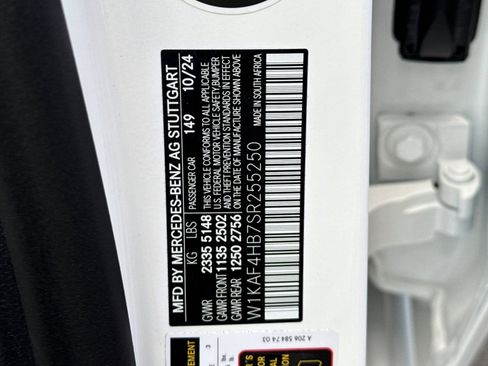 MFD BY MERCEDES-BENZ AG STUTTGART
PASSENGER CAR 149 10/24
KG LBS
GVWR 2335 5148
GAWR FRONT 1135 2502
GAWR REAR 1250 2756
THIS VEHICLE CONFORMS TO ALL APPLICABLE
U.S. FEDERAL MOTOR VEHICLE SAFETY, BUMPER
AND THEFT PREVENTION STANDARDS IN EFFECT
ON THE DATE OF MANUFACTURE SHOWN ABOVE
MADE IN SOUTH AFRICA
W1KAF4HB7SR255250
A 206 584 74 03